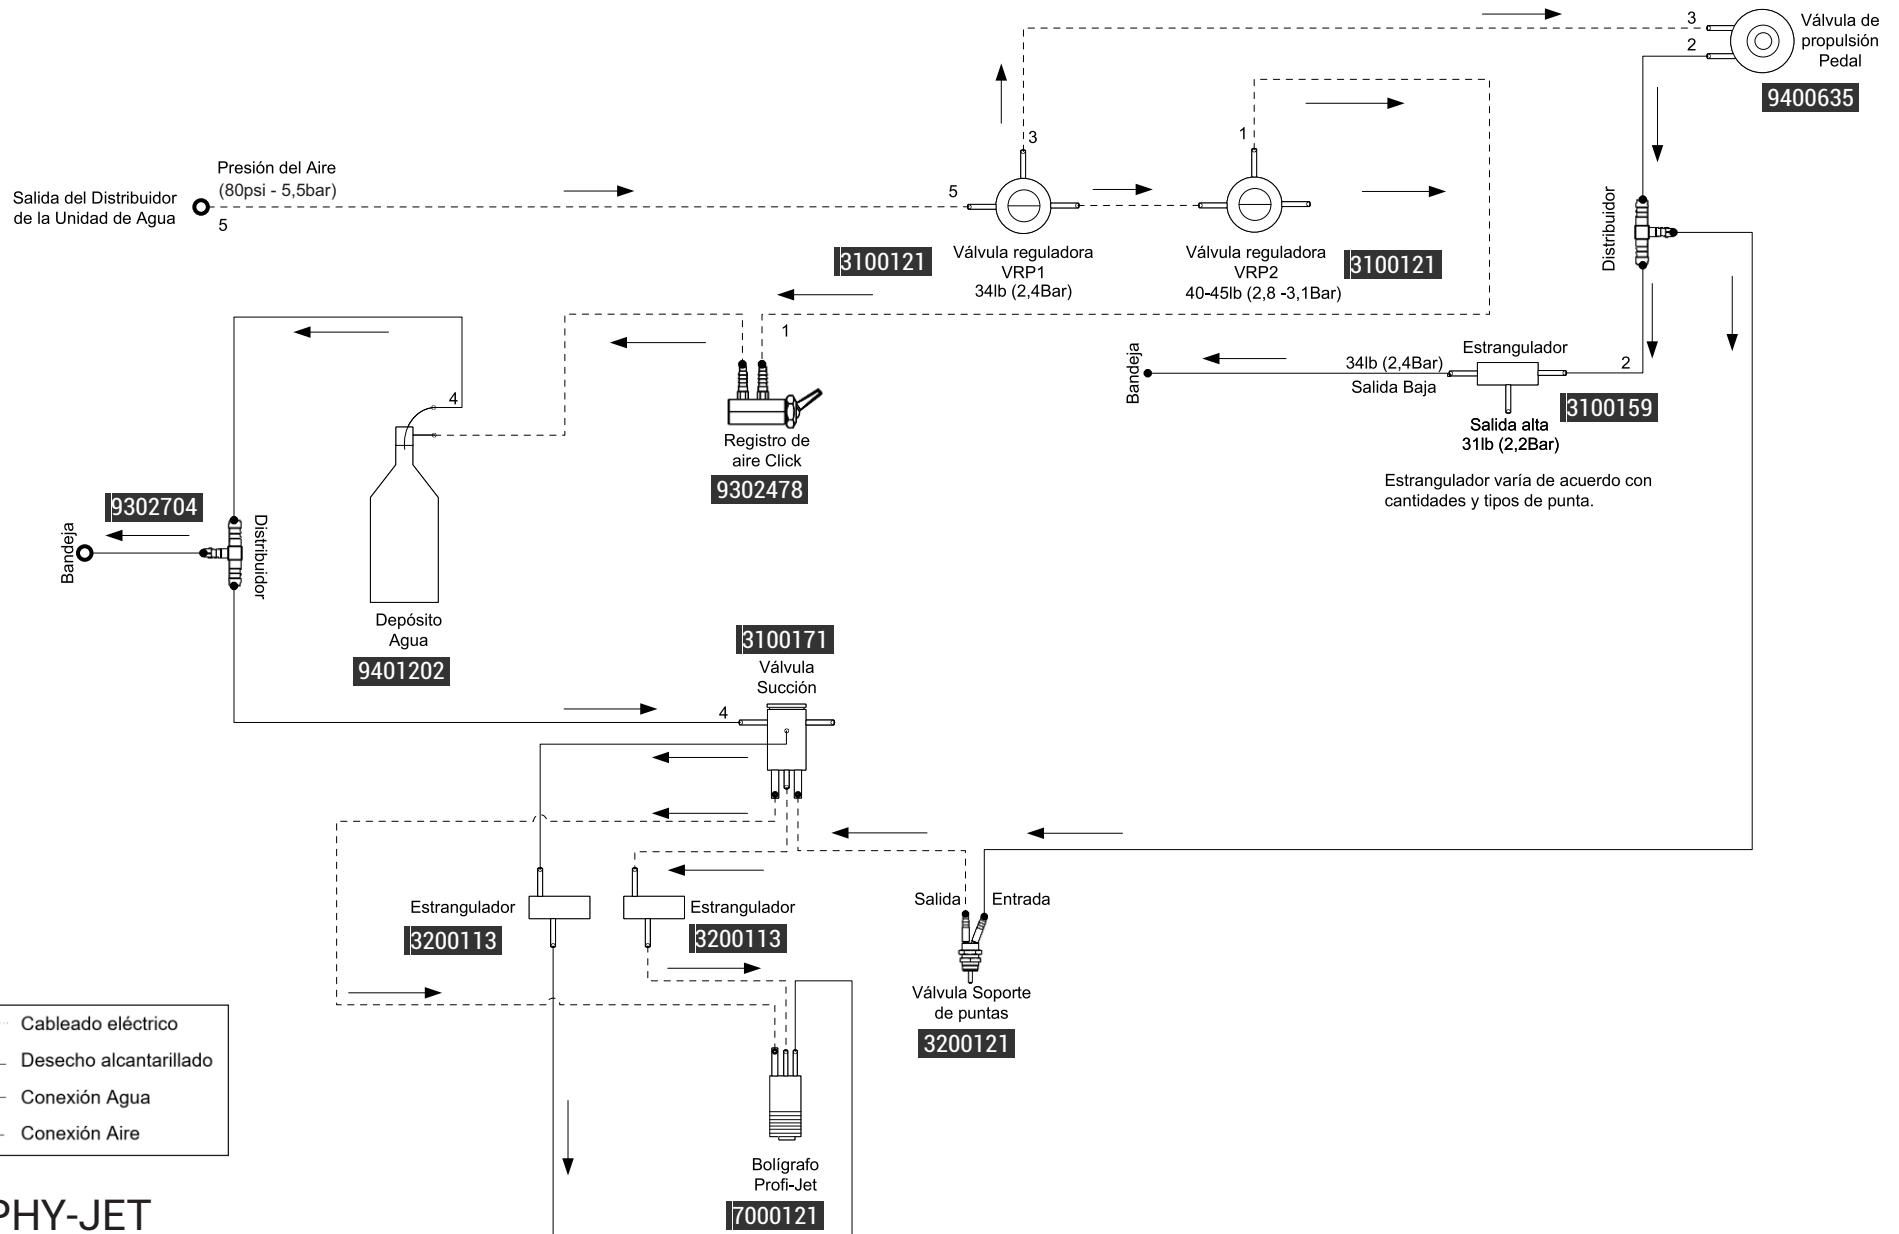 3
2
Válvula de
propulsión
Pedal
9400635
1
3
Presión del Aire
(80psi - 5,5bar)
Salida del Distribuidor
de la Unidad de Agua
5
5
3100121
Válvula reguladora
VRP1
34lb (2,4Bar)
Válvula reguladora
VRP2
40-45lb (2,8 -3,1Bar)
3100121
Distribuidor
1
Bandeja
34lb (2,4Bar)
Salida Baja
Estrangulador
2
3100159
Salida alta
31lb (2,2Bar)
Estrangulador varía de acuerdo con
cantidades y tipos de punta.
4
Registro de
aire Click
9302478
9302704
Bandeja
Distribuidor
Depósito
Agua
9401202
3100171
Válvula
Succión
4
Estrangulador
3200113
Estrangulador
3200113
Salida
Entrada
Válvula Soporte
de puntas
3200121
Cableado eléctrico
Desecho alcantarillado
Conexión Agua
Conexión Aire
Bolígrafo
Profi-Jet
7000121
PHY-JET